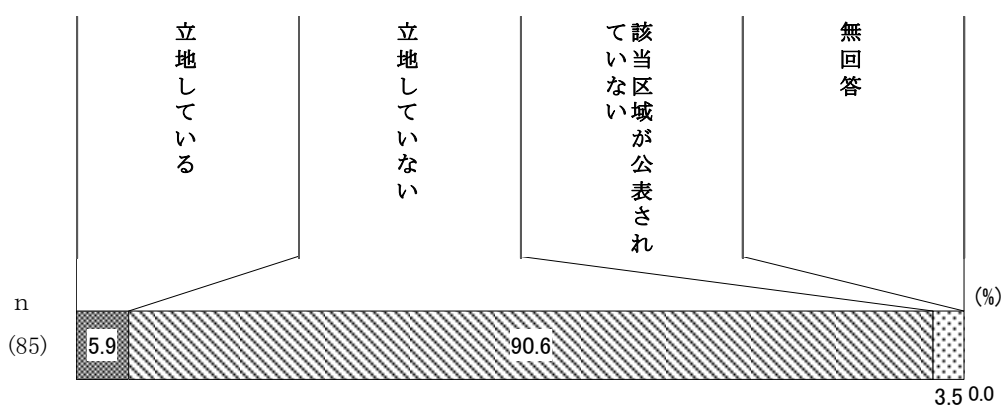 立地している
立地していない
該当区域が公表され
ていない
無回答
n
(%)
(85)
5.9
90.6
3.5
0.0